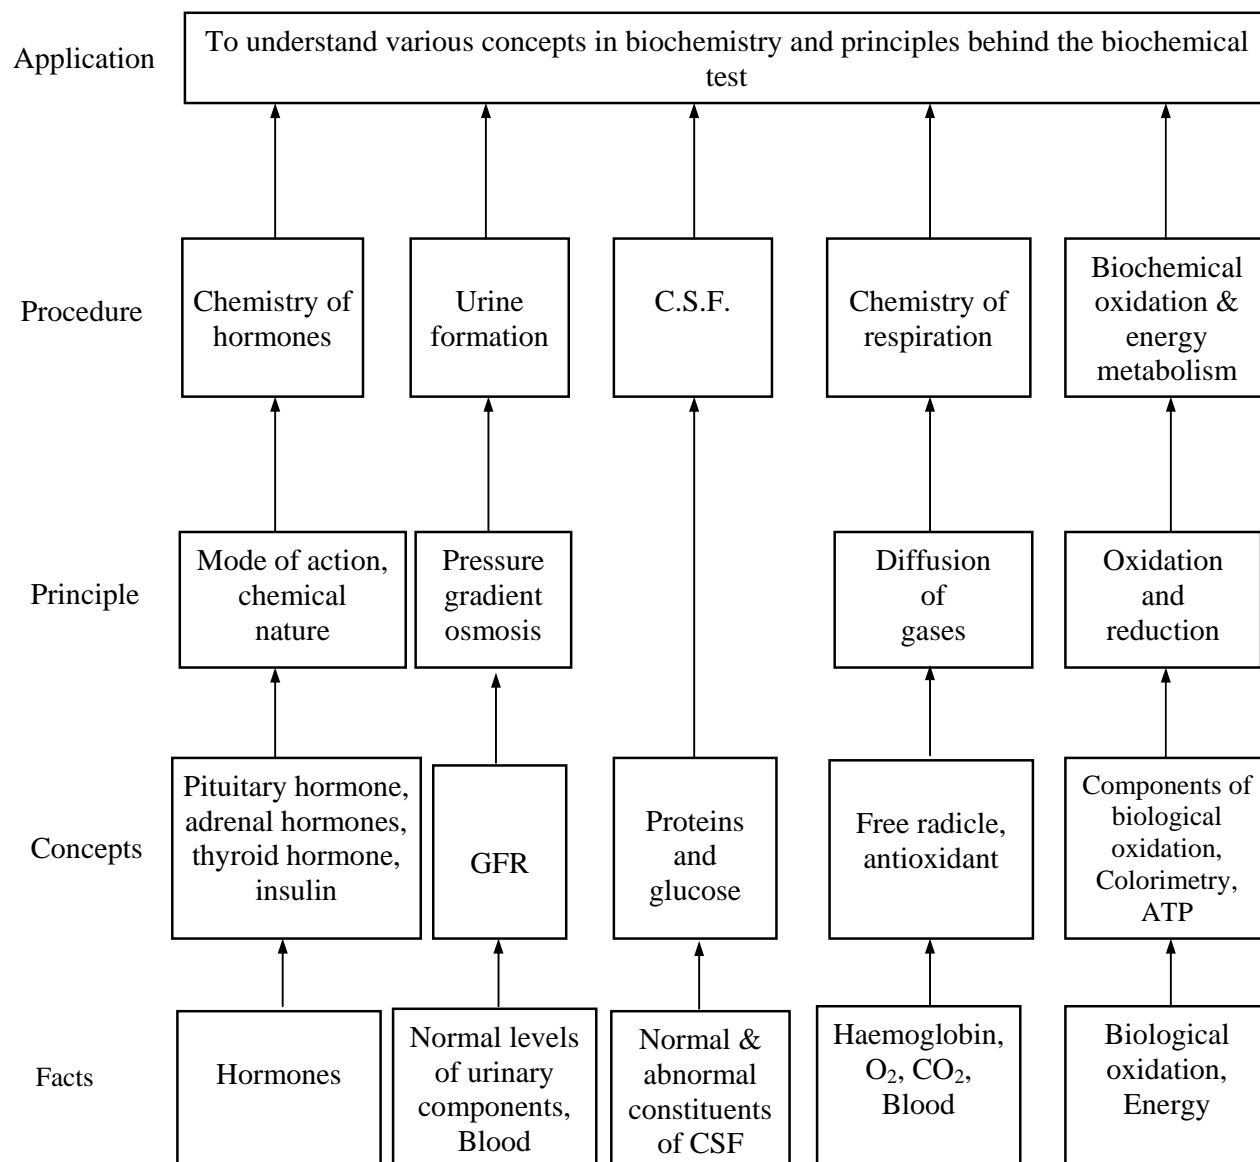 Application
To understand various concepts in biochemistry and principles behind the biochemical
test
Procedure
Chemistry of
hormones
Urine
formation
C.S.F.
Chemistry of
respiration
Biochemical
oxidation &
energy
metabolism
Principle
Mode of action,
chemical
nature
Pressure
gradient
osmosis
Diffusion
of
gases
Oxidation
and
reduction
Concepts
Pituitary hormone,
adrenal hormones,
thyroid hormone,
insulin
GFR
Proteins
and
glucose
Free radicle,
antioxidant
Components of
biological
oxidation,
Colorimetry,
ATP
Facts
Hormones
Normal levels
of urinary
components,
Blood
Normal &
abnormal
constituents
of CSF
Haemoglobin,
O₂, CO₂,
Blood
Biological
oxidation,
Energy